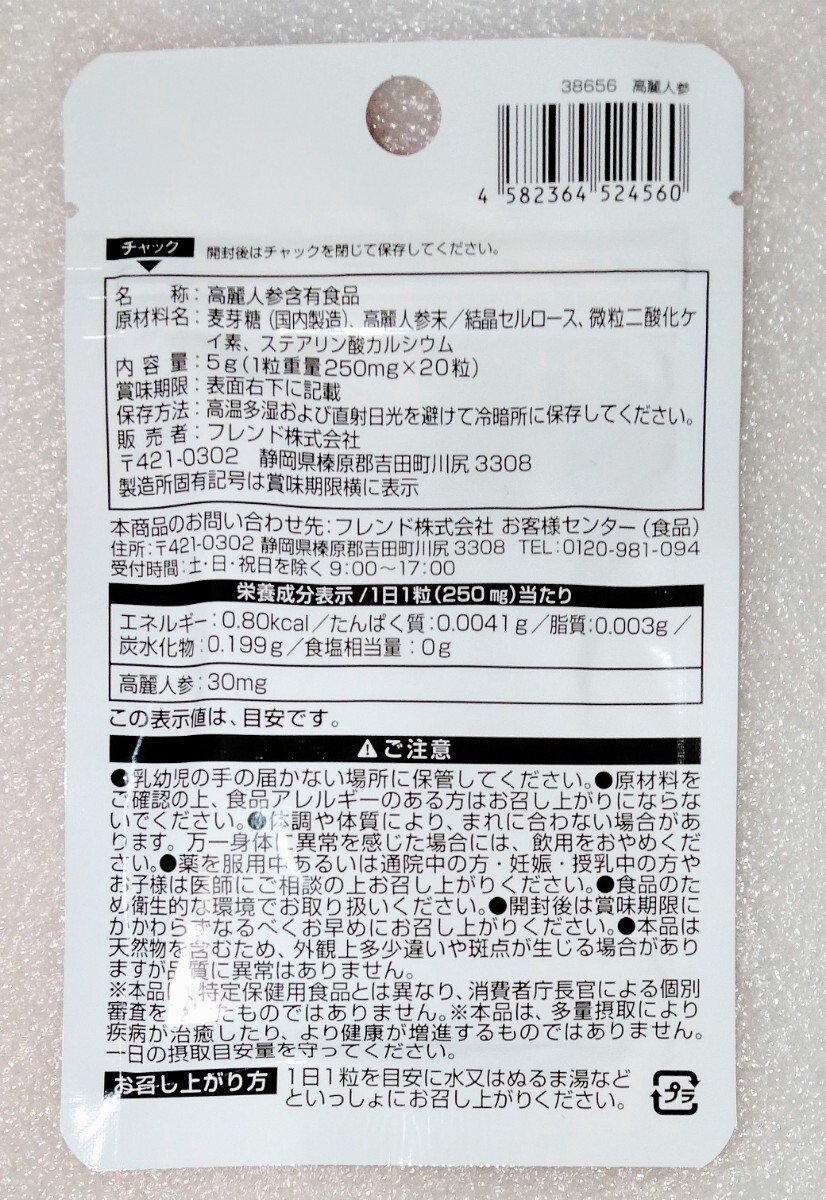 38656 高麗人参
4 582364 524560
チャック 開封後はチャックを閉じて保存してください。
名 称：高麗人参含有食品
原材料名：麦芽糖（国内製造）、高麗人参末／結晶セルロース、微粒二酸化ケ
イ素、ステアリン酸カルシウム
内容量：5g（1粒重量250mg×20粒）
賞味期限：表面右下に記載
保存方法：高温多湿および直射日光を避けて冷暗所に保存してください。
販売者：フレンド株式会社
〒421-0302 静岡県榛原郡吉田町川尻3308
製造所固有記号は賞味期限横に表示
本商品のお問い合わせ先：フレンド株式会社 お客様センター（食品）
住所：〒421-0302 静岡県榛原郡吉田町川尻3308 TEL：0120-981-094
受付時間：土・日・祝日を除く9：00～17：00
栄養成分表示／1日1粒（250㎎）当たり
エネルギー：0.80kcal／たんぱく質：0.0041g／脂質：0.003g／
炭水化物：0.199g／食塩相当量：0g
高麗人参：30mg
この表示値は、目安です。
⚠ご注意
●乳幼児の手の届かない場所に保管してください。●原材料を
ご確認の上、食品アレルギーのある方はお召し上がりにならな
いでください。●体調や体質により、まれに合わない場合があ
ります。万一身体に異常を感じた場合には、飲用をおやめくだ
さい。●薬を服用中あるいは通院中の方・妊娠・授乳中の方や
お子様は医師にご相談の上お召し上がりください。●食品のた
め衛生的な環境でお取り扱いください。●開封後は賞味期限に
かかわらずなるべくお早めにお召し上がりください。●本品は
天然物を含むため、外観上多少違いや斑点が生じる場合があり
ますが品質に異常はありません。
※本品は、特定保健用食品とは異なり、消費者庁長官による個別
審査を たものではありません。※本品は、多量摂取により
疾病が治癒したり、より健康が増進するものではありません。
一日の摂取目安量を守ってください。
お召し上がり方 1日1粒を目安に水又はぬるま湯など
といっしょにお召し上がりください。
プラ